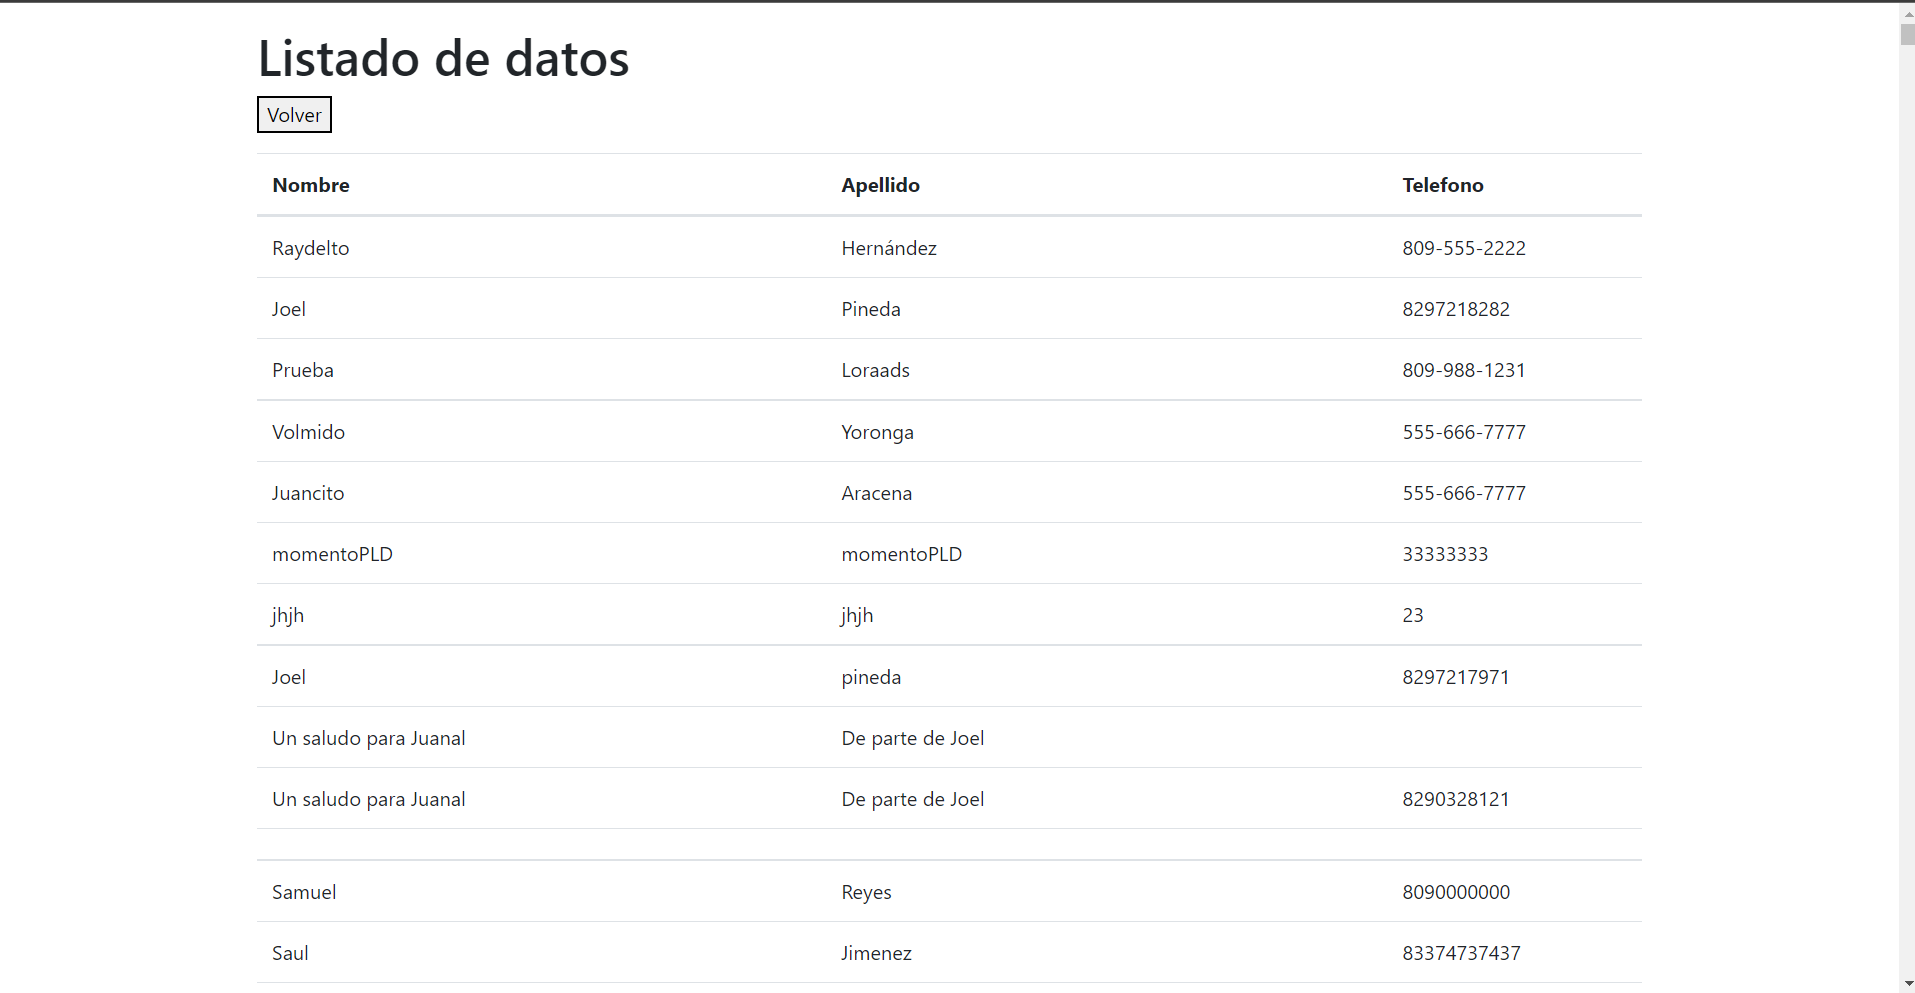 Listado de datos
Volver
Nombre Apellido Telefono
Raydelto Hernández 809-555-2222
Joel Pineda 8297218282
Prueba Loraads 809-988-1231
Volmido Yoronga 555-666-7777
Juancito Aracena 555-666-7777
momentoPLD momentoPLD 33333333
jhjh jhjh 23
Joel pineda 8297217971
Un saludo para Juanal De parte de Joel
Un saludo para Juanal De parte de Joel 8290328121
Samuel Reyes 8090000000
Saul Jimenez 83374737437